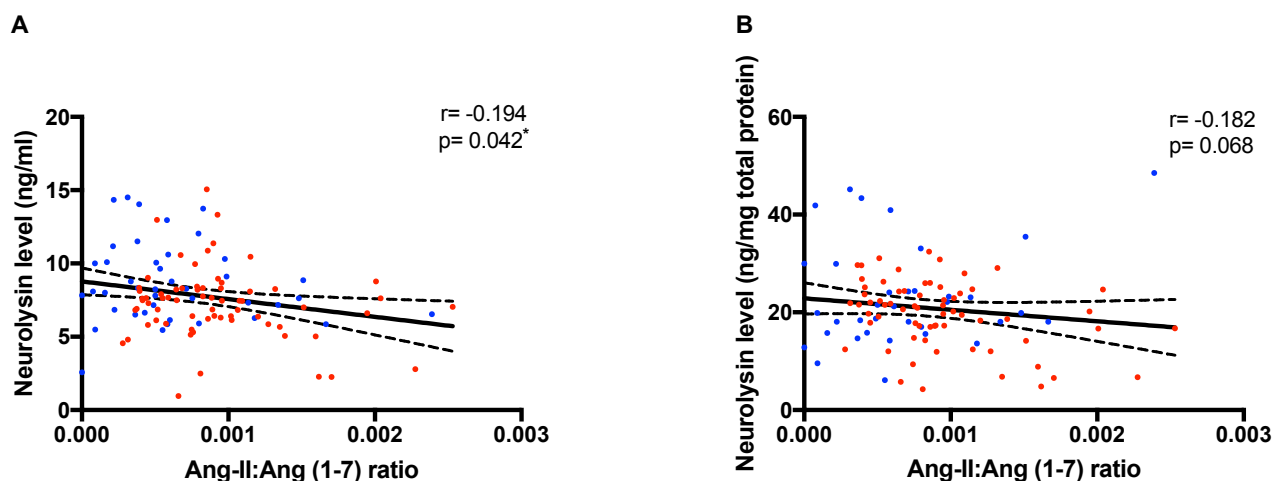 A
r= -0.194
p= 0.042*
Neurolysin level (ng/ml)
20
15
10
5
0
0.000 0.001 0.002 0.003
Ang-II:Ang (1-7) ratio
B
r= -0.182
p= 0.068
Neurolysin level (ng/mg total protein)
60
40
20
0
0.000 0.001 0.002 0.003
Ang-II:Ang (1-7) ratio